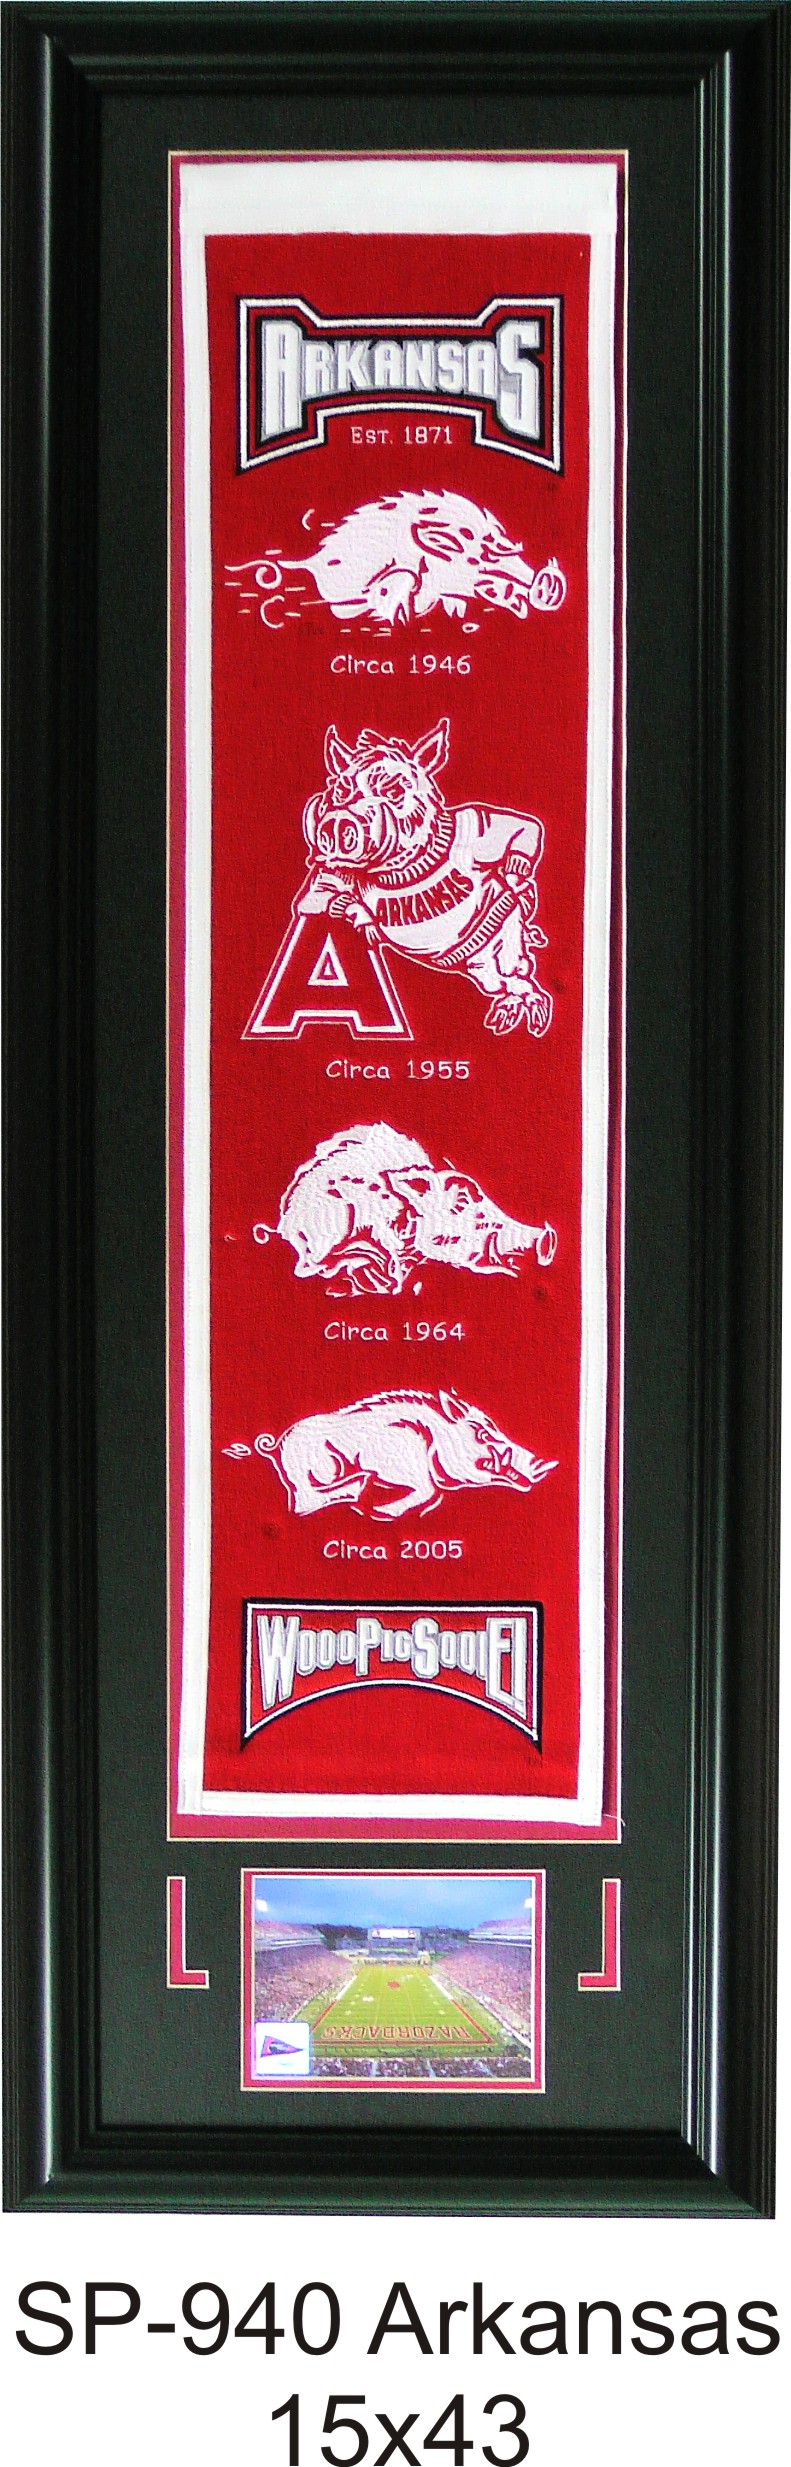 ARKANSAS
EST. 1871
Circa 1946
ARKANSAS
A
Circa 1955
Circa 1964
Circa 2005
WOOOPIGSOOIE!
RAZORBACKS
SP-940 Arkansas
15x43